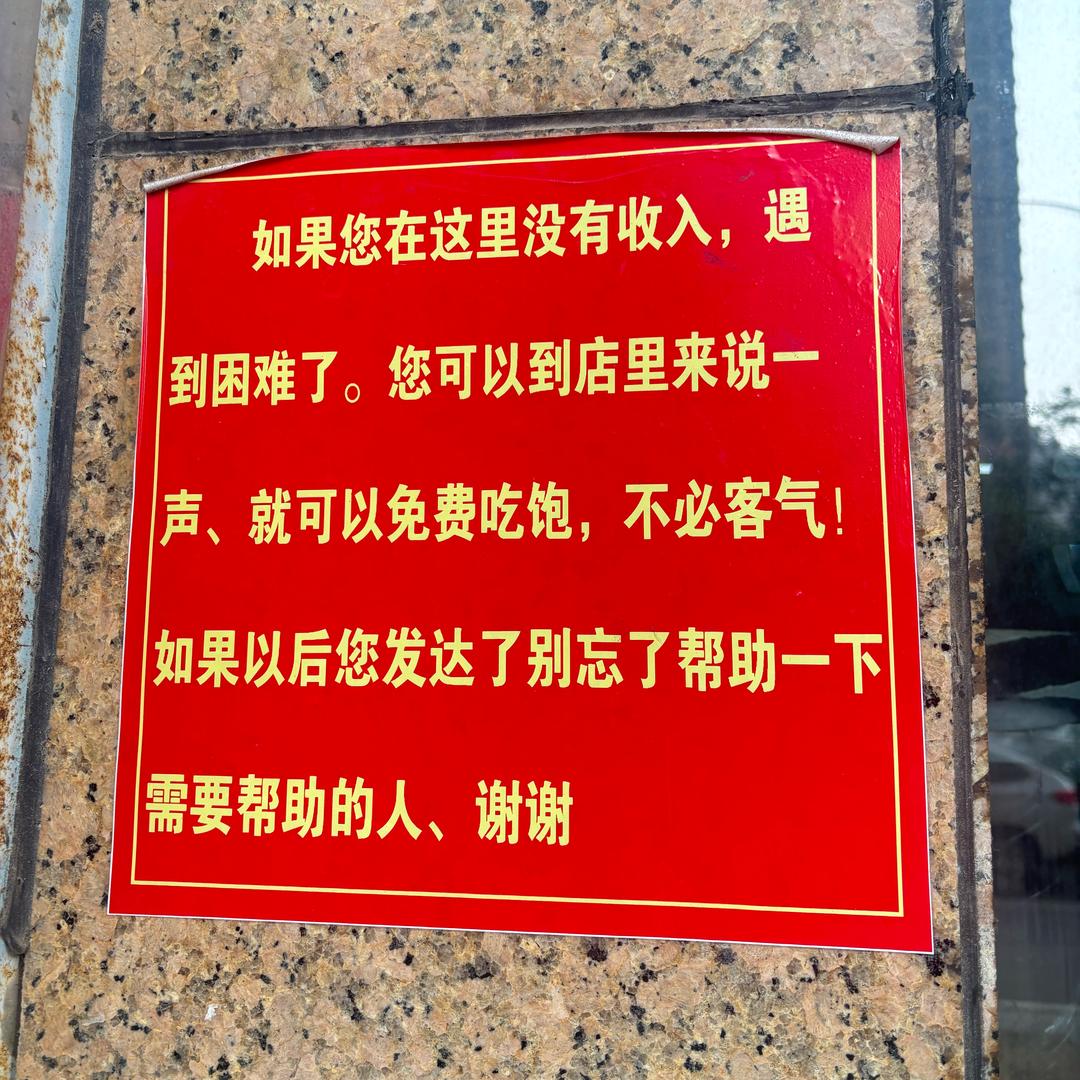 如果您在这里没有收入，遇
到困难了。您可以到店里来说一
声、就可以免费吃饱，不必客气！
如果以后您发达了别忘了帮助一下
需要帮助的人、谢谢